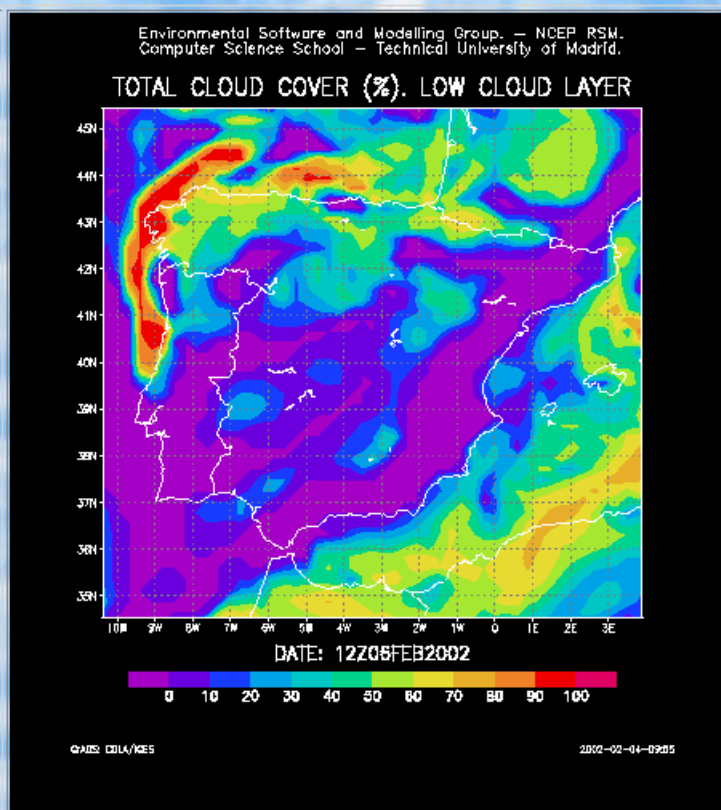 Environmental Software and Modelling Group. – NCEP RSM.
Computer Science School – Technical University of Madrid.
TOTAL CLOUD COVER (%). LOW CLOUD LAYER
45N
44N
43N
42N
41N
40N
39N
38N
37N
36N
35N
10W 9W 8W 7W 6W 5W 4W 3W 2W 1W 0 1E 2E 3E
DATE: 12Z06FEB2002
0 10 20 30 40 50 60 70 80 90 100
GrADS: COLA/IGES 2002-02-04-09:55